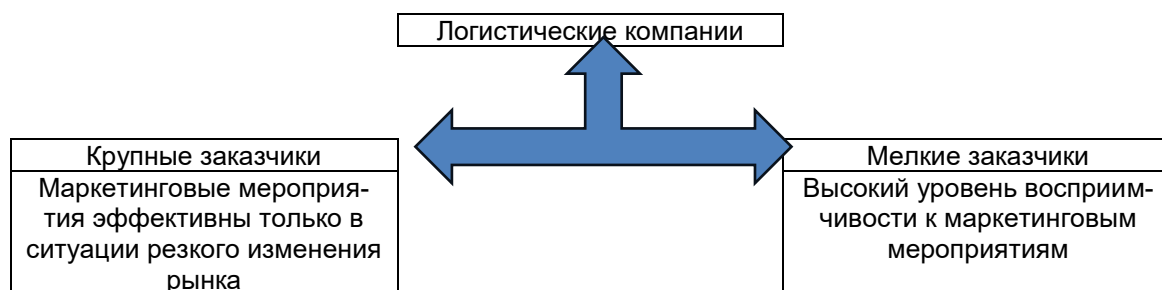 Логистические компании
Крупные заказчики
Маркетинговые мероприя-
тия эффективны только в
ситуации резкого изменения
рынка
Мелкие заказчики
Высокий уровень восприим-
чивости к маркетинговым
мероприятиям